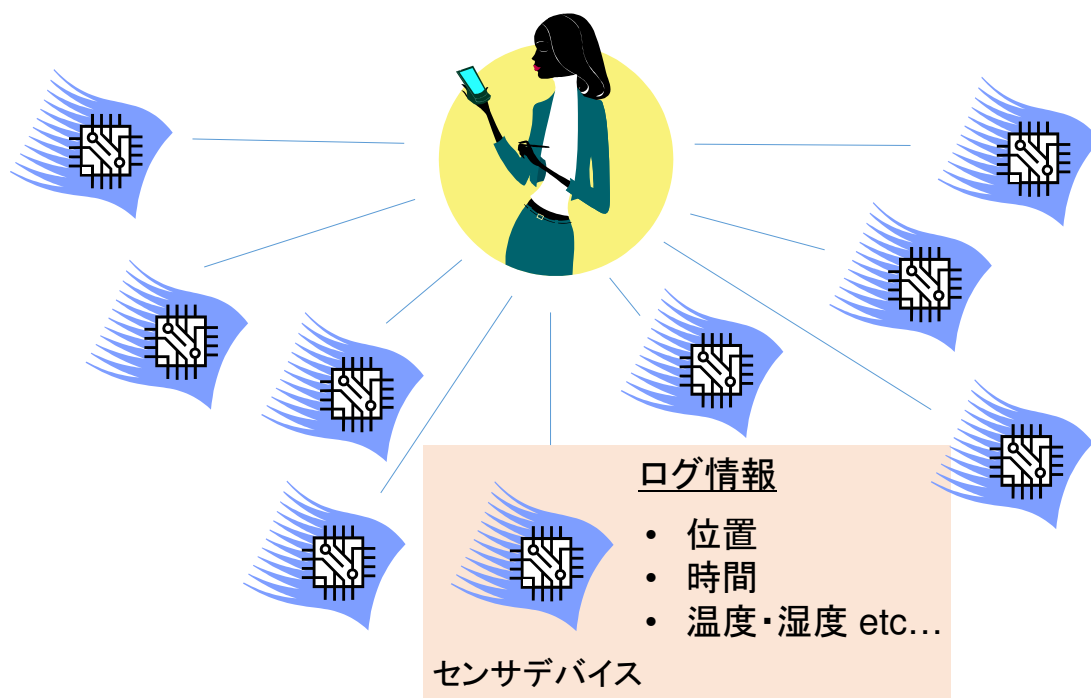 ログ情報
• 位置
• 時間
• 温度・湿度 etc…
センサデバイス